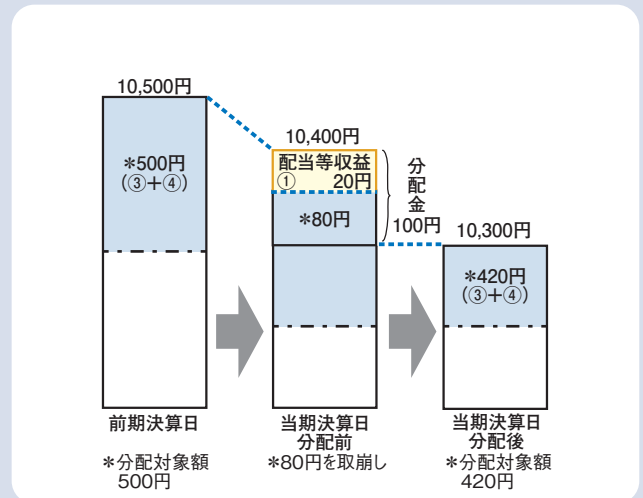 10,500円
*500円
(③+④)
前期決算日
*分配対象額
500円
10,400円
配当等収益
① 20円
*80円
分配金
100円
当期決算日
分配前
*80円を取崩し
10,300円
*420円
(③+④)
当期決算日
分配後
*分配対象額
420円